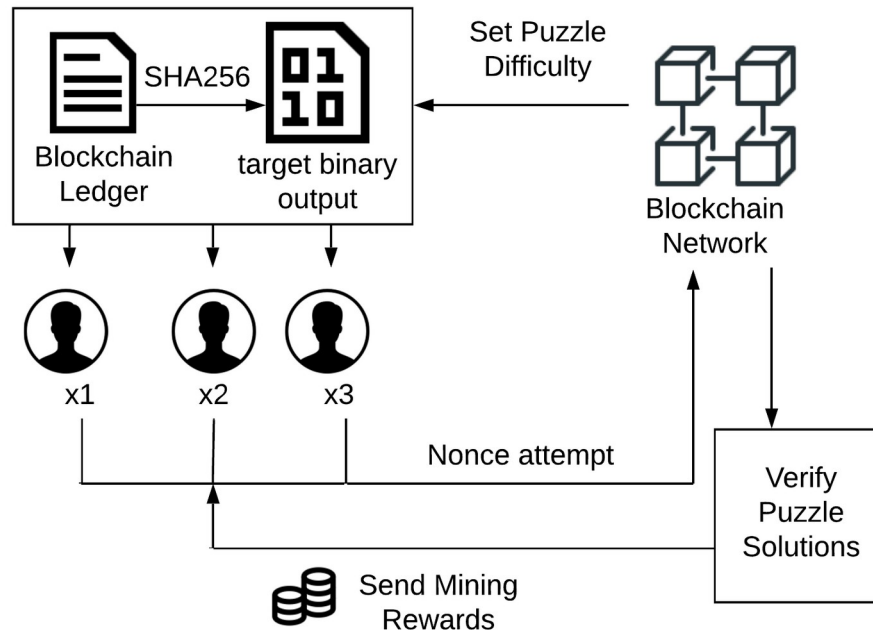 SHA256
01
10
Blockchain
Ledger
target binary
output
Set Puzzle
Difficulty
Blockchain
Network
x1
x2
x3
Nonce attempt
Verify
Puzzle
Solutions
Send Mining
Rewards